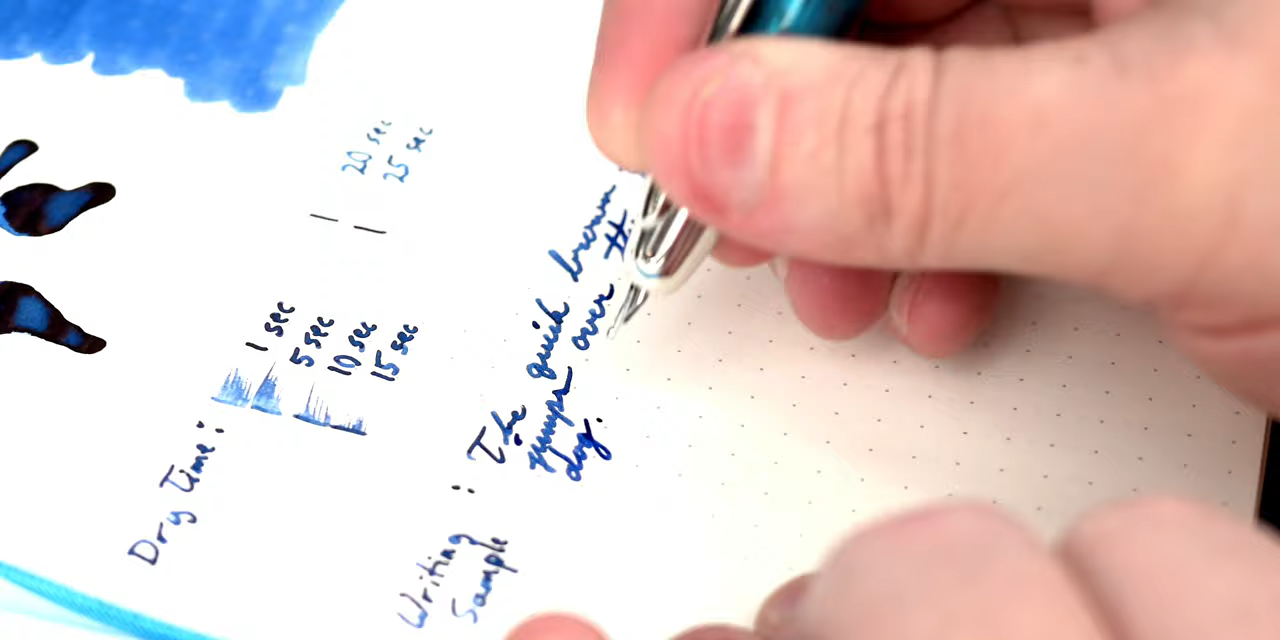 Dry Time:
1 sec
5 sec
10 sec
15 sec
20 sec
25 sec
Writing Sample :
The quick brown
jumps over
dog.